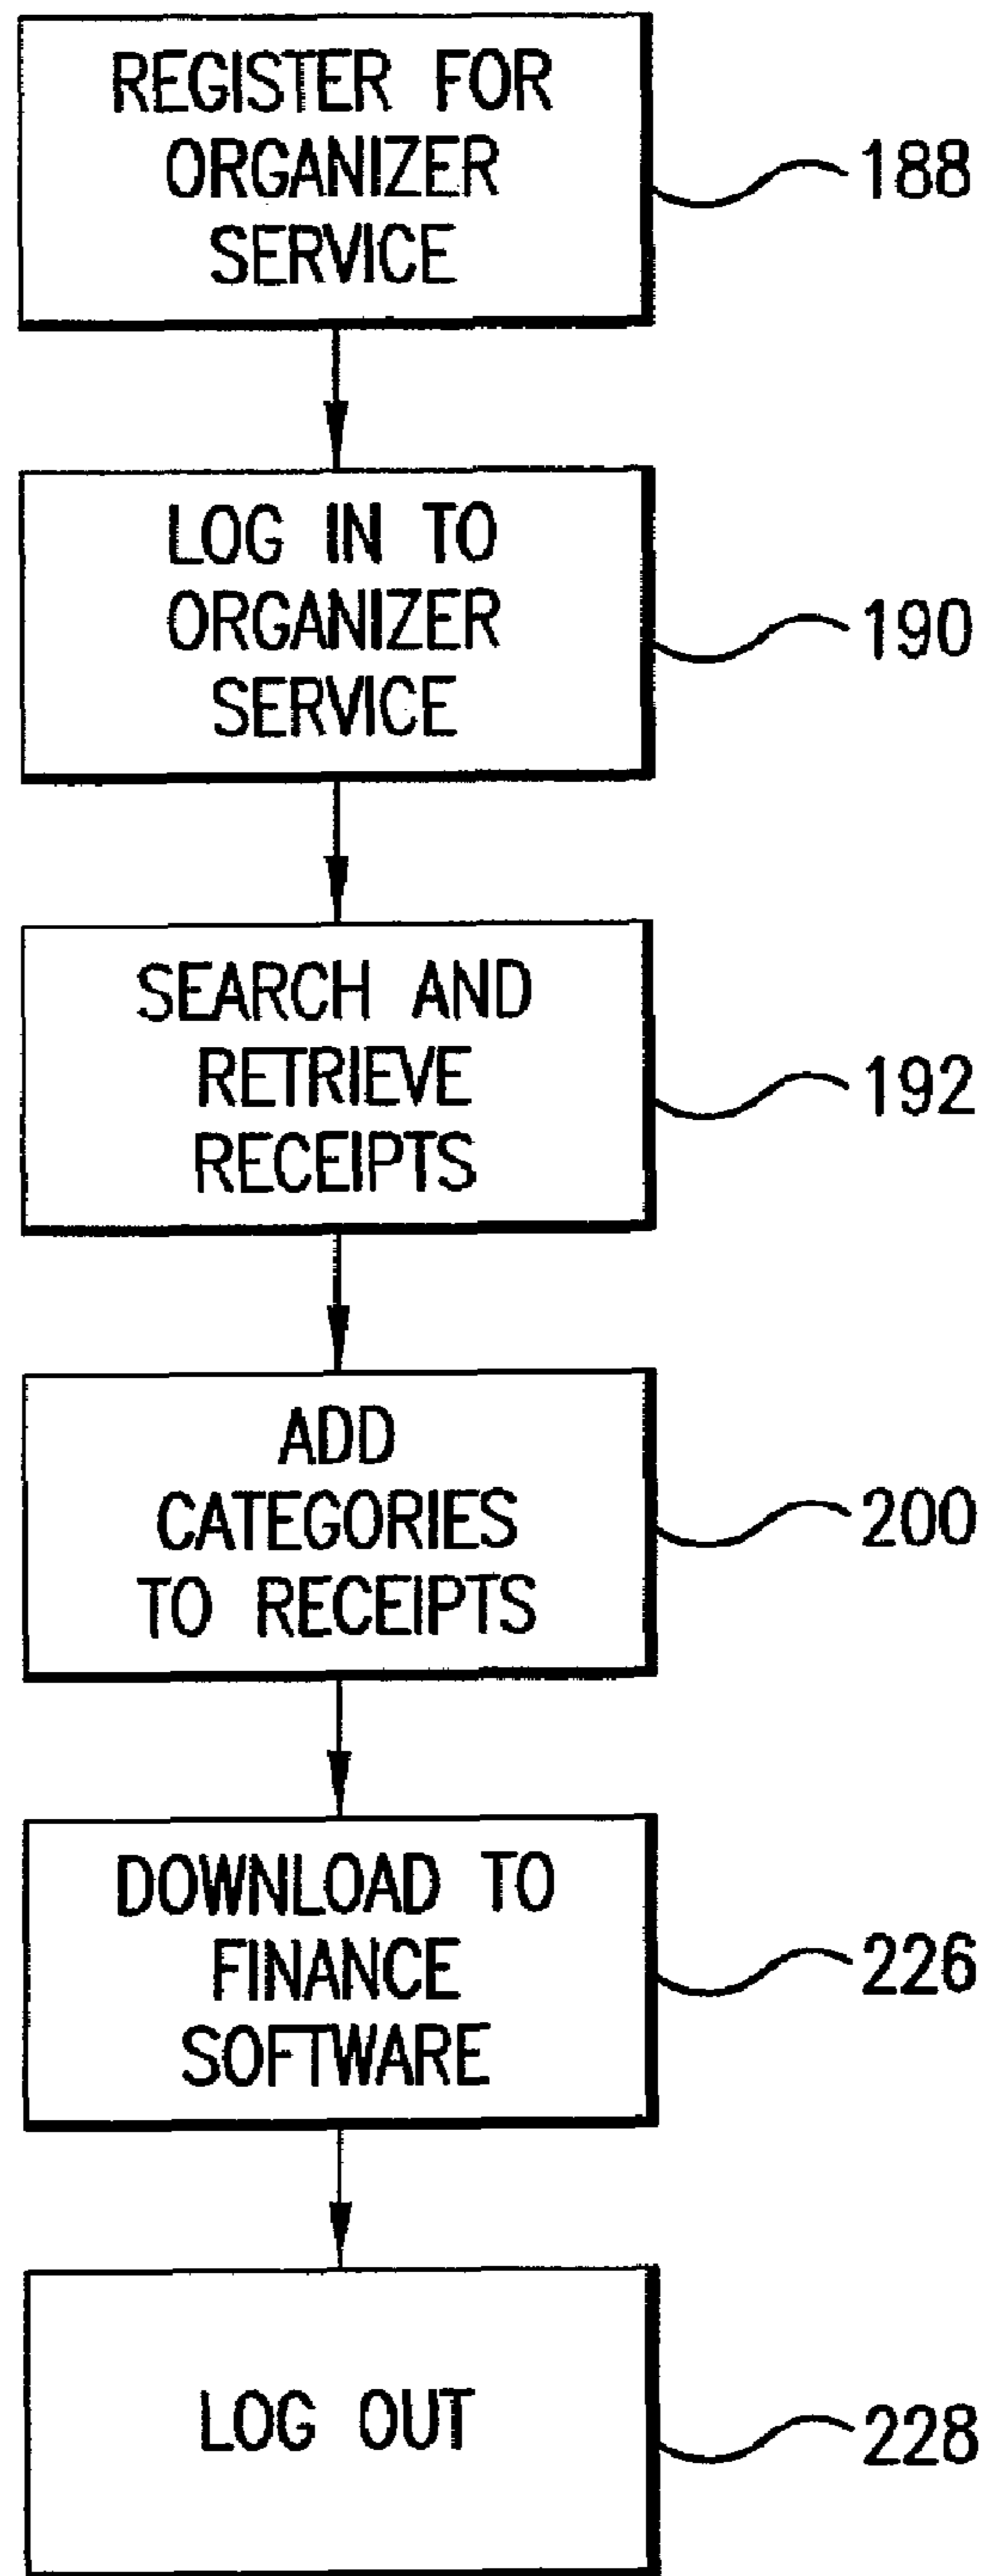 REGISTER FOR
ORGANIZER
SERVICE
188
LOG IN TO
ORGANIZER
SERVICE
190
SEARCH AND
RETRIEVE
RECEIPTS
192
ADD
CATEGORIES
TO RECEIPTS
200
DOWNLOAD TO
FINANCE
SOFTWARE
226
LOG OUT
228